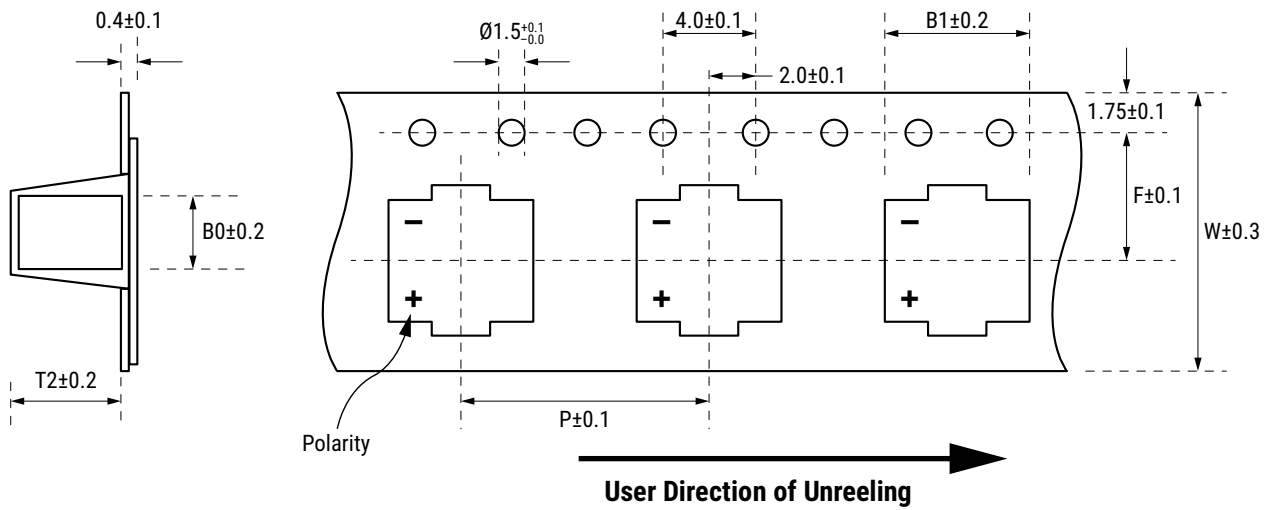 0.4±0.1
Ø1.5+0.1 −0.0
4.0±0.1
B1±0.2
2.0±0.1
1.75±0.1
B0±0.2
F±0.1
W±0.3
−
−
−
+
+
+
T2±0.2
P±0.1
Polarity
User Direction of Unreeling